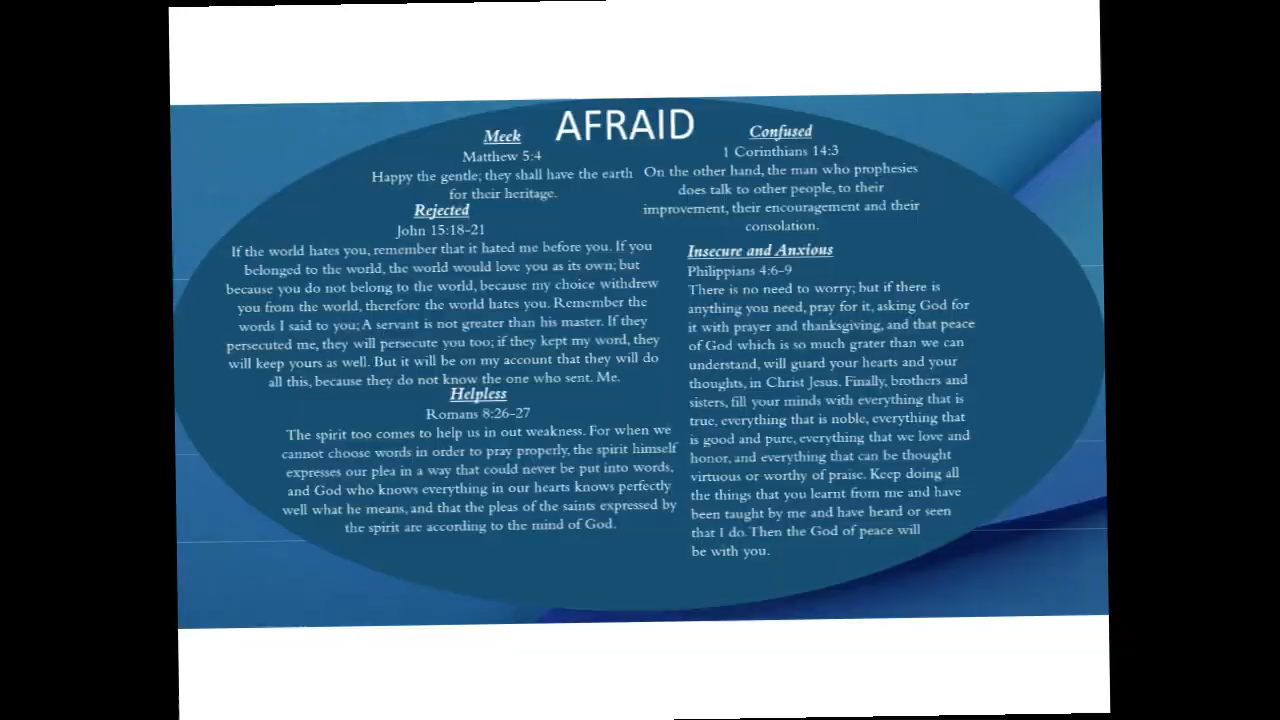 AFRAID
Meek
Matthew 5:4
Happy the gentle; they shall have the earth
for their heritage.
Rejected
John 15:18-21
If the world hates you, remember that it hated me before you. If you
belonged to the world, the world would love you as its own; but
because you do not belong to the world, because my choice withdrew
you from the world, therefore the world hates you. Remember the
words I said to you; A servant is not greater than his master. If they
persecuted me, they will persecute you too; if they kept my word, they
will keep yours as well. But it will be on my account that they will do
all this, because they do not know the one who sent. Me.
Helpless
Romans 8:26-27
The spirit too comes to help us in out weakness. For when we
cannot choose words in order to pray properly, the spirit himself
expresses our plea in a way that could never be put into words,
and God who knows everything in our hearts knows perfectly
well what he means, and that the pleas of the saints expressed by
the spirit are according to the mind of God.
Confused
1 Corinthians 14:3
On the other hand, the man who prophesies
does talk to other people, to their
improvement, their encouragement and their
consolation.
Insecure and Anxious
Philippians 4:6-9
There is no need to worry; but if there is
anything you need, pray for it, asking God for
it with prayer and thanksgiving, and that peace
of God which is so much grater than we can
understand, will guard your hearts and your
thoughts, in Christ Jesus. Finally, brothers and
sisters, fill your minds with everything that is
true, everything that is noble, everything that
is good and pure, everything that we love and
honor, and everything that can be thought
virtuous or worthy of praise. Keep doing all
the things that you learnt from me and have
been taught by me and have heard or seen
that I do. Then the God of peace will
be with you.